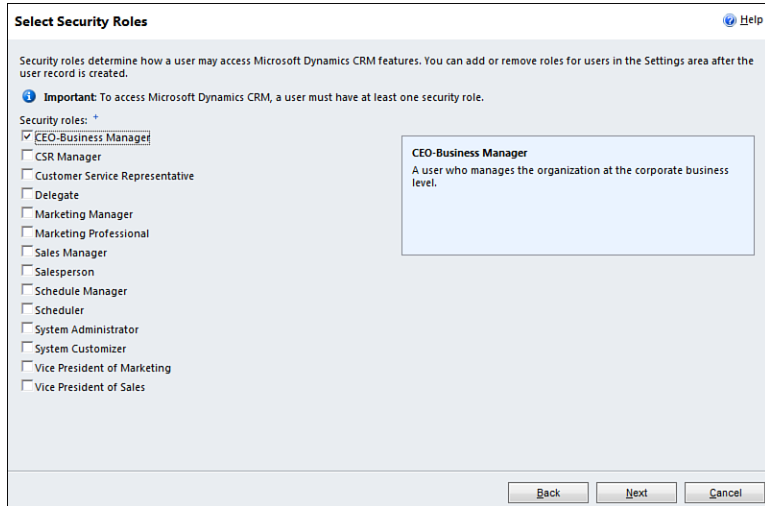 Select Security Roles
Help
Security roles determine how a user may access Microsoft Dynamics CRM features. You can add or remove roles for users in the Settings area after the
user record is created.
Important: To access Microsoft Dynamics CRM, a user must have at least one security role.
Security roles: +
CEO-Business Manager
CSR Manager
Customer Service Representative
Delegate
Marketing Manager
Marketing Professional
Sales Manager
Salesperson
Schedule Manager
Scheduler
System Administrator
System Customizer
Vice President of Marketing
Vice President of Sales
CEO-Business Manager
A user who manages the organization at the corporate business
level.
Back
Next
Cancel